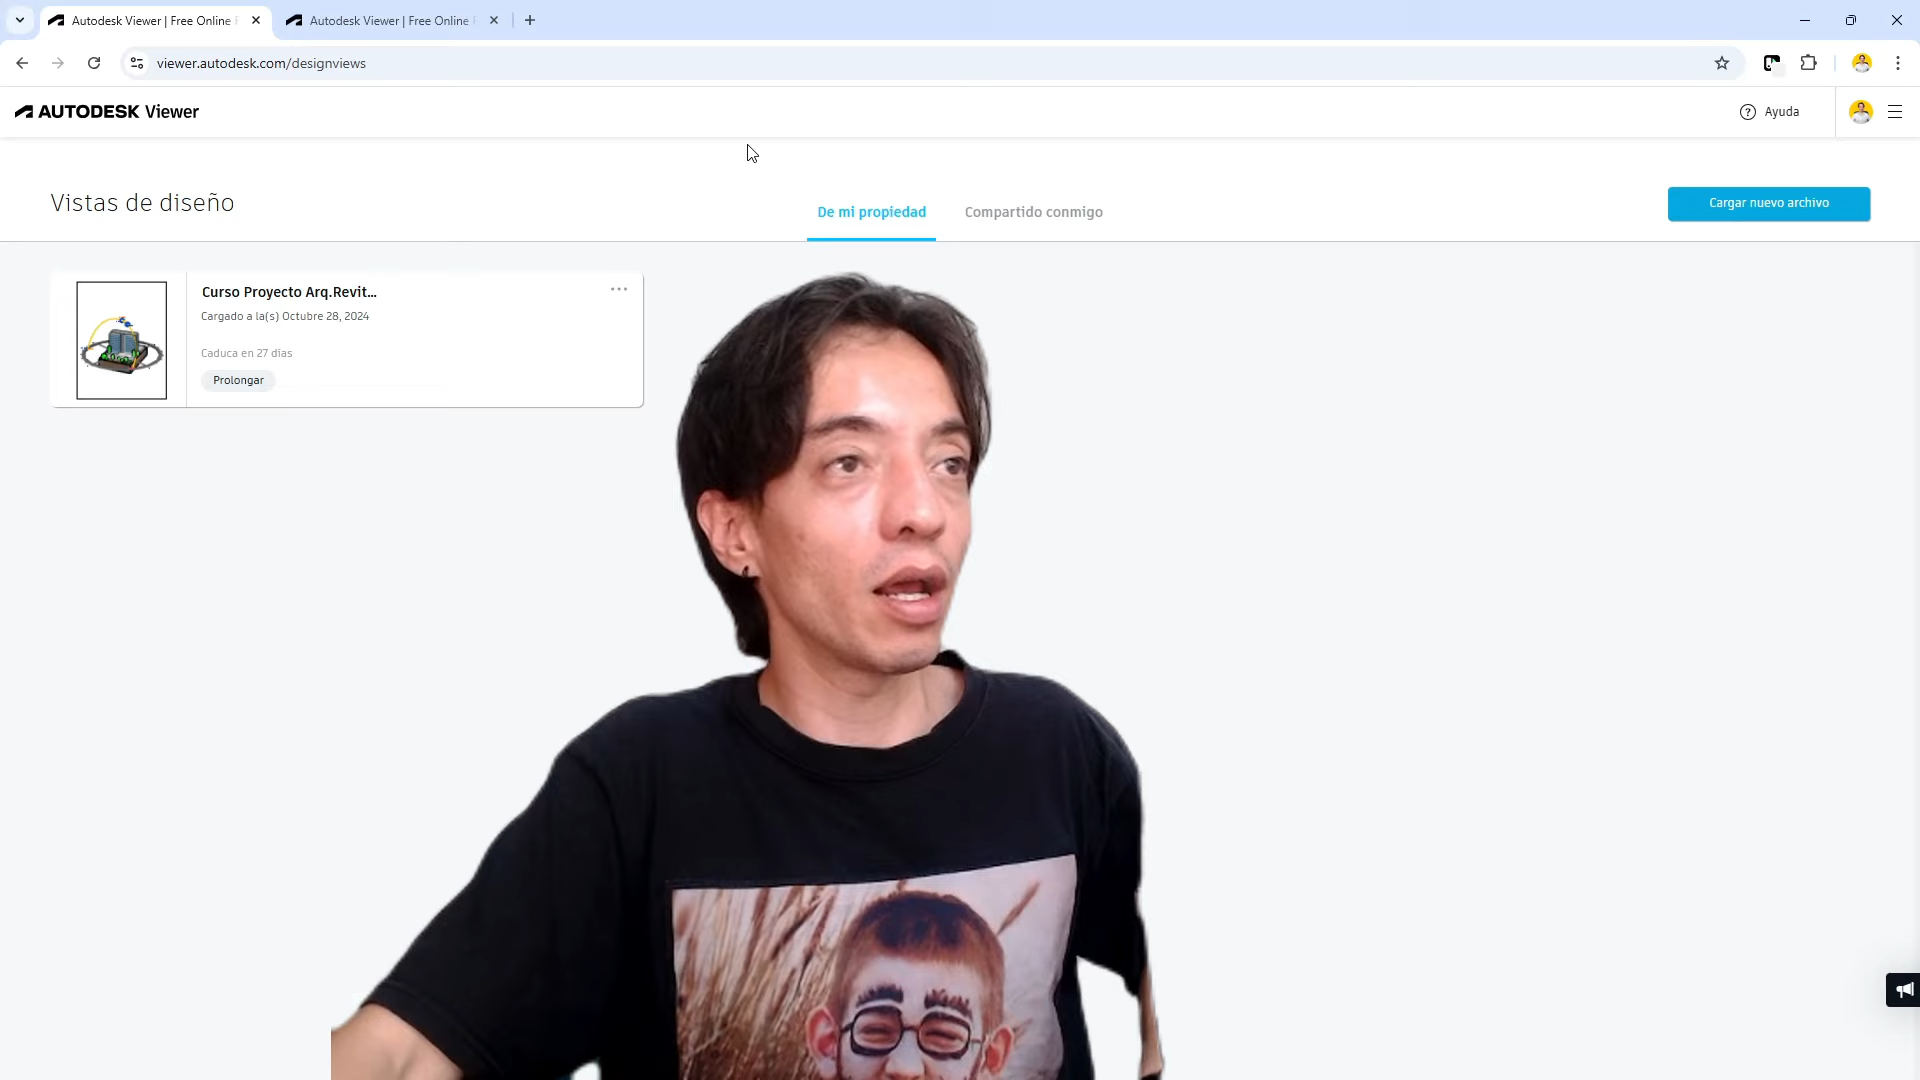 Autodesk Viewer | Free Online
Autodesk Viewer | Free Online
viewer.autodesk.com/designviews
AUTODESK Viewer
Ayuda
Vistas de diseño
De mi propiedad
Compartido conmigo
Cargar nuevo archivo
Curso Proyecto Arq.Revit...
Cargado a la(s) Octubre 28, 2024
Caduca en 27 días
Prolongar